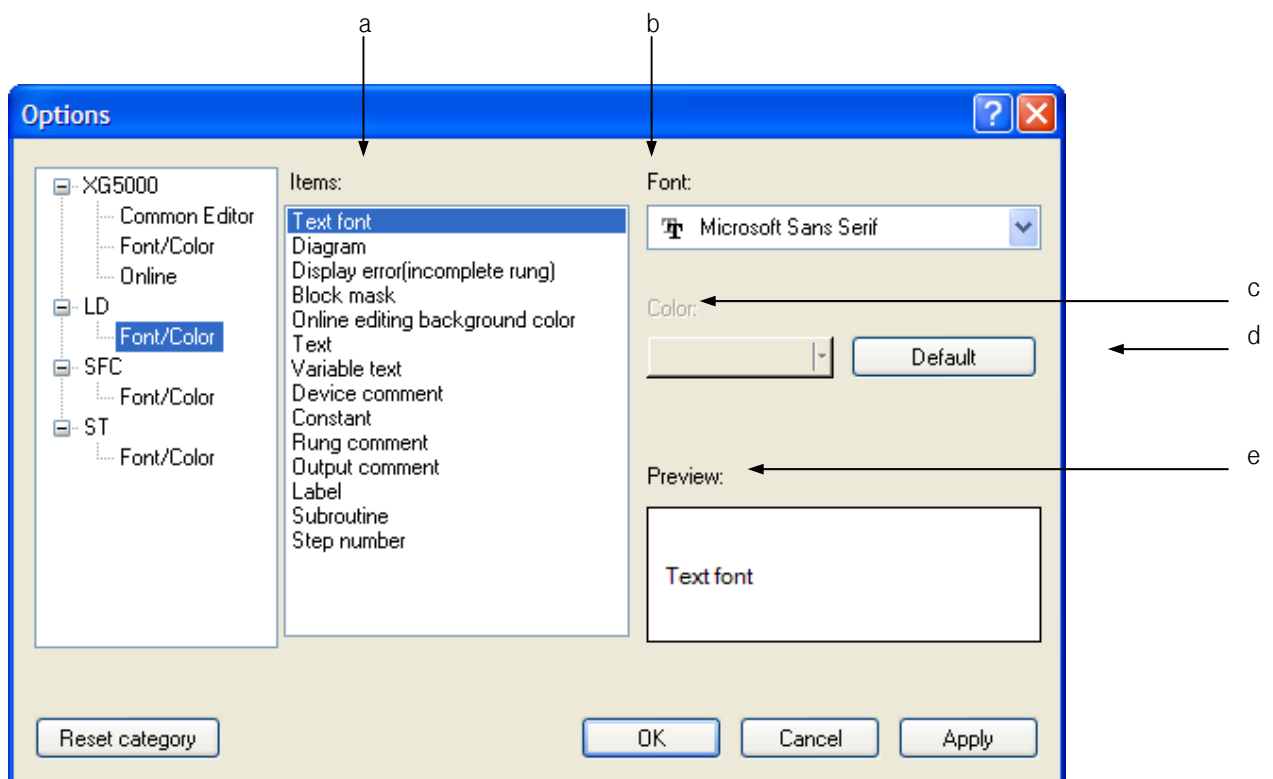 a
b
Options
XG5000
Common Editor
Font/Color
Online
LD
Font/Color
SFC
Font/Color
ST
Font/Color
Items:
Text font
Diagram
Display error(incomplete rung)
Block mask
Online editing background color
Text
Variable text
Device comment
Constant
Rung comment
Output comment
Label
Subroutine
Step number
Font:
Microsoft Sans Serif
Color:
c
Default
d
Preview:
e
Text font
Reset category
OK
Cancel
Apply